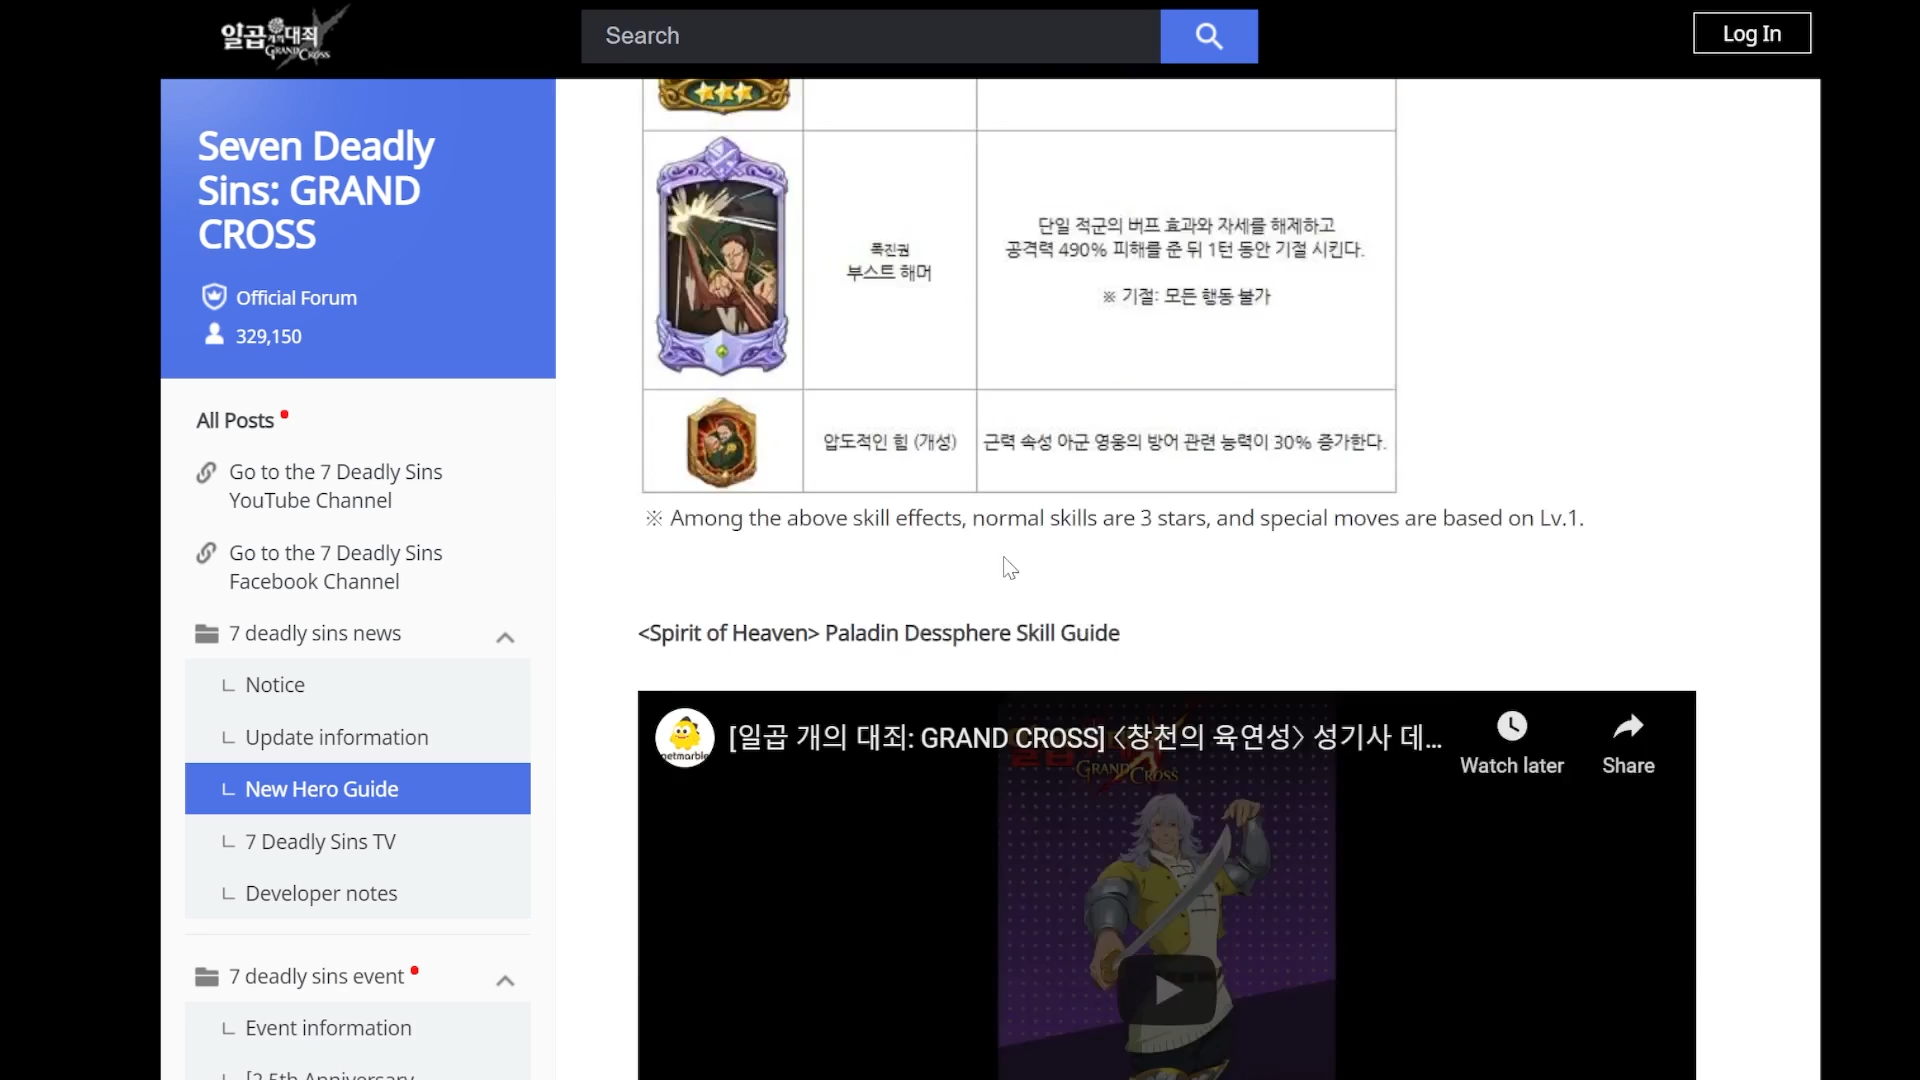 일곱 개의 대죄
GRAND CROSS
Search
Log In
Seven Deadly
Sins: GRAND
CROSS
Official Forum
329,150
All Posts
Go to the 7 Deadly Sins
YouTube Channel
Go to the 7 Deadly Sins
Facebook Channel
7 deadly sins news
Notice
Update information
New Hero Guide
7 Deadly Sins TV
Developer notes
7 deadly sins event
Event information
[2.5th Anniversary
폭진권
부스트 해머
단일 적군의 버프 효과와 자세를 해제하고
공격력 490% 피해를 준 뒤 1턴 동안 기절 시킨다.
※ 기절: 모든 행동 불가
압도적인 힘 (개성)
근력 속성 아군 영웅의 방어 관련 능력이 30% 증가한다.
※ Among the above skill effects, normal skills are 3 stars, and special moves are based on Lv.1.
<Spirit of Heaven> Paladin Dessphere Skill Guide
netmarble
[일곱 개의 대죄: GRAND CROSS] <창천의 육연성> 성기사 데...
Watch later
Share
GRAND CROSS